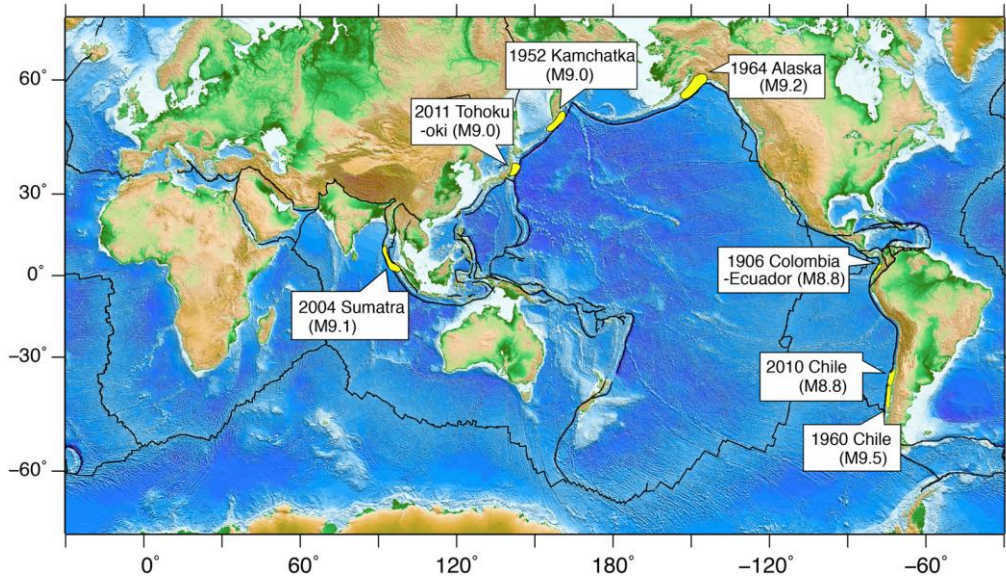 1952 Kamchatka
(M9.0)
1964 Alaska
(M9.2)
2011 Tohoku
-oki (M9.0)
1906 Colombia
-Ecuador (M8.8)
2004 Sumatra
(M9.1)
2010 Chile
(M8.8)
1960 Chile
(M9.5)
60˚
30˚
0˚
−30˚
−60˚
0˚
60˚
120˚
180˚
−120˚
−60˚